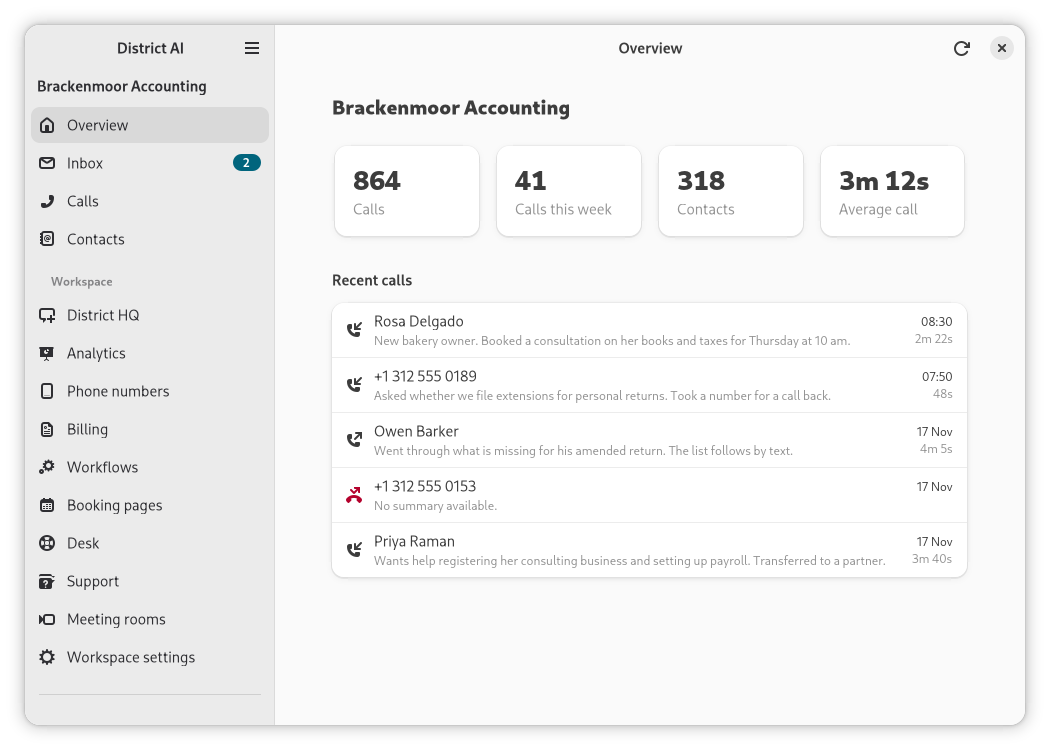 District AI
Brackenmoor Accounting
Overview
Inbox
2
Calls
Contacts
Workspace
District HQ
Analytics
Phone numbers
Billing
Workflows
Booking pages
Desk
Support
Meeting rooms
Workspace settings
Overview
Brackenmoor Accounting
864
Calls
41
Calls this week
318
Contacts
3m 12s
Average call
Recent calls
Rosa Delgado
08:30
New bakery owner. Booked a consultation on her books and taxes for Thursday at 10 am.
2m 22s
+1 312 555 0189
07:50
Asked whether we file extensions for personal returns. Took a number for a call back.
48s
Owen Barker
17 Nov
Went through what is missing for his amended return. The list follows by text.
4m 5s
+1 312 555 0153
17 Nov
No summary available.
Priya Raman
17 Nov
Wants help registering her consulting business and setting up payroll. Transferred to a partner.
3m 40s